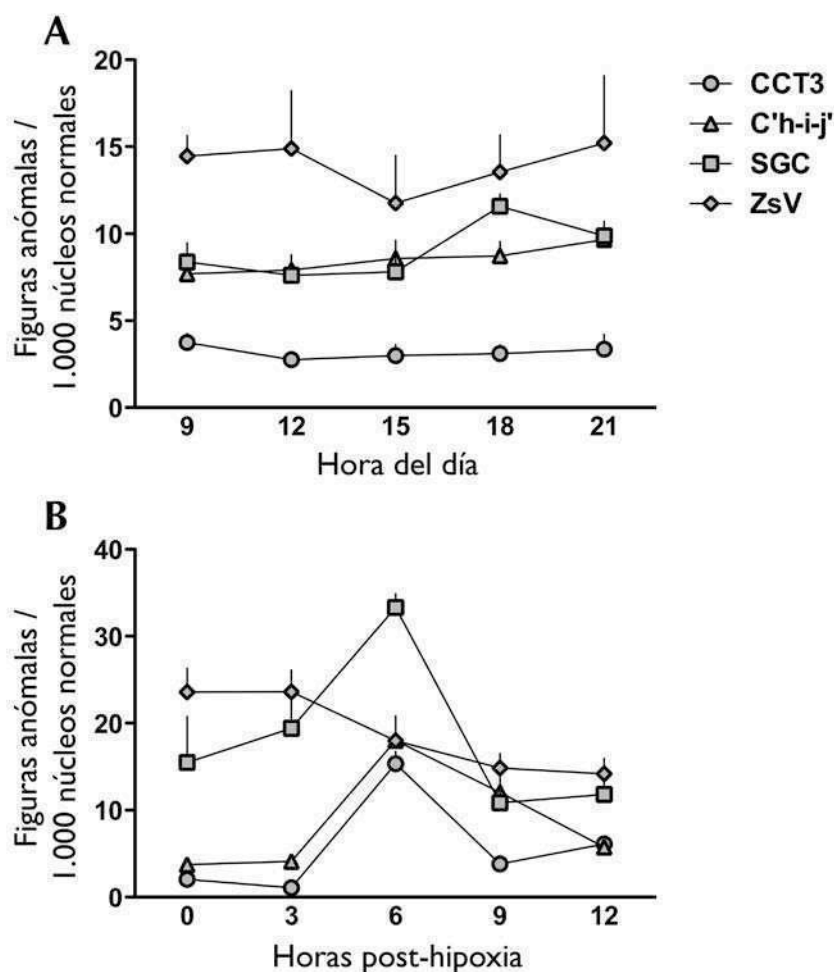 A
Figuras anómalas /
1.000 núcleos normales
20
15
10
5
0
9 12 15 18 21
Hora del día
CCT3
C'h-i-j'
SGC
ZsV
B
Figuras anómalas /
1.000 núcleos normales
40
30
20
10
0
0 3 6 9 12
Horas post-hipoxia